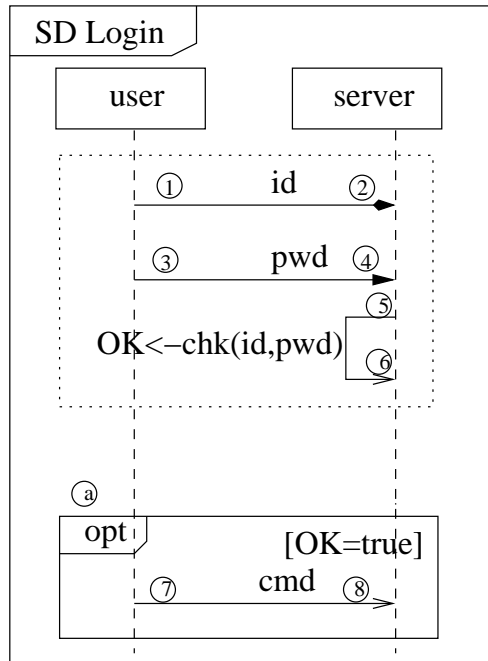 SD Login
user
server
1 id 2
3 pwd 4
5
OK<-chk(id,pwd)
6
a
opt
[OK=true]
7 cmd 8